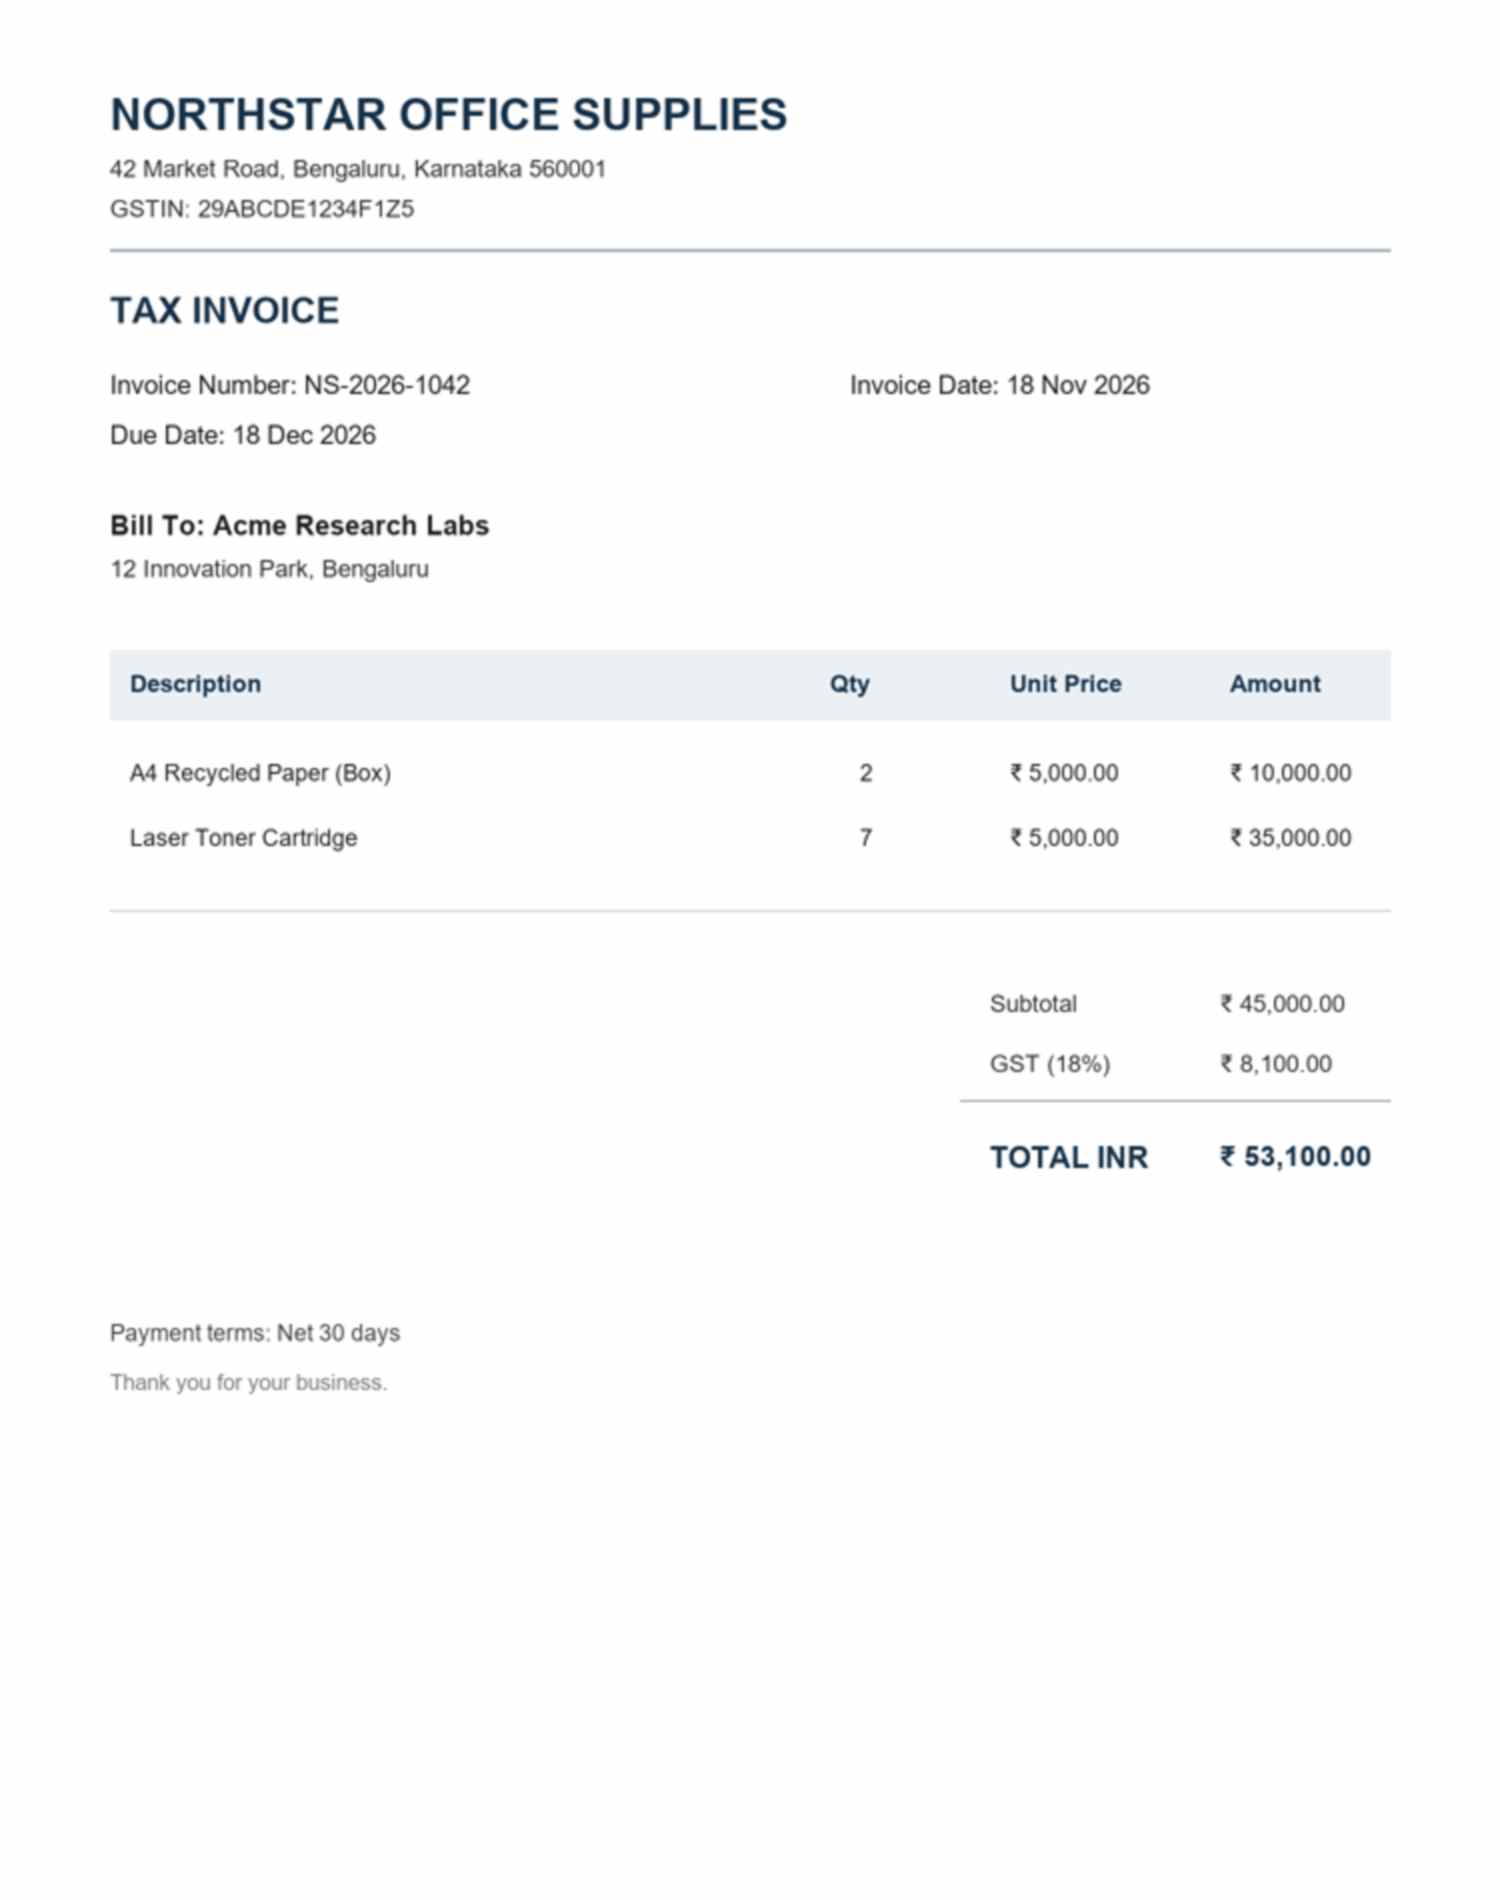 NORTHSTAR OFFICE SUPPLIES
42 Market Road, Bengaluru, Karnataka 560001
GSTIN: 29ABCDE1234F1Z5
TAX INVOICE
Invoice Number: NS-2026-1042 Invoice Date: 18 Nov 2026
Due Date: 18 Dec 2026
Bill To: Acme Research Labs
12 Innovation Park, Bengaluru
Description Qty Unit Price Amount
A4 Recycled Paper (Box) 2 ₹ 5,000.00 ₹ 10,000.00
Laser Toner Cartridge 7 ₹ 5,000.00 ₹ 35,000.00
Subtotal ₹ 45,000.00
GST (18%) ₹ 8,100.00
TOTAL INR ₹ 53,100.00
Payment terms: Net 30 days
Thank you for your business.